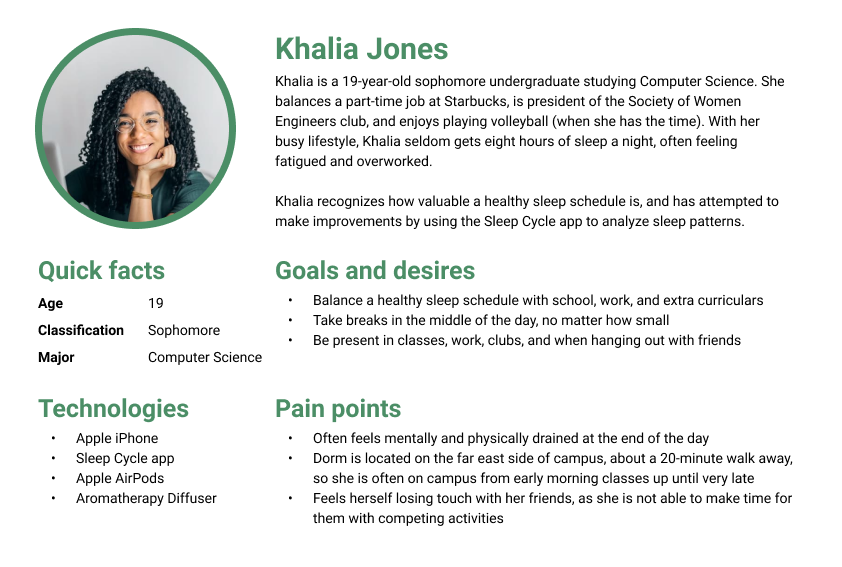 Khalia Jones
Khalia is a 19-year-old sophomore undergraduate studying Computer Science. She
balances a part-time job at Starbucks, is president of the Society of Women
Engineers club, and enjoys playing volleyball (when she has the time). With her
busy lifestyle, Khalia seldom gets eight hours of sleep a night, often feeling
fatigued and overworked.
Khalia recognizes how valuable a healthy sleep schedule is, and has attempted to
make improvements by using the Sleep Cycle app to analyze sleep patterns.
Quick facts
Age 19
Classification Sophomore
Major Computer Science
Goals and desires
• Balance a healthy sleep schedule with school, work, and extra curriculars
• Take breaks in the middle of the day, no matter how small
• Be present in classes, work, clubs, and when hanging out with friends
Technologies
• Apple iPhone
• Sleep Cycle app
• Apple AirPods
• Aromatherapy Diffuser
Pain points
• Often feels mentally and physically drained at the end of the day
• Dorm is located on the far east side of campus, about a 20-minute walk away,
so she is often on campus from early morning classes up until very late
• Feels herself losing touch with her friends, as she is not able to make time for
them with competing activities